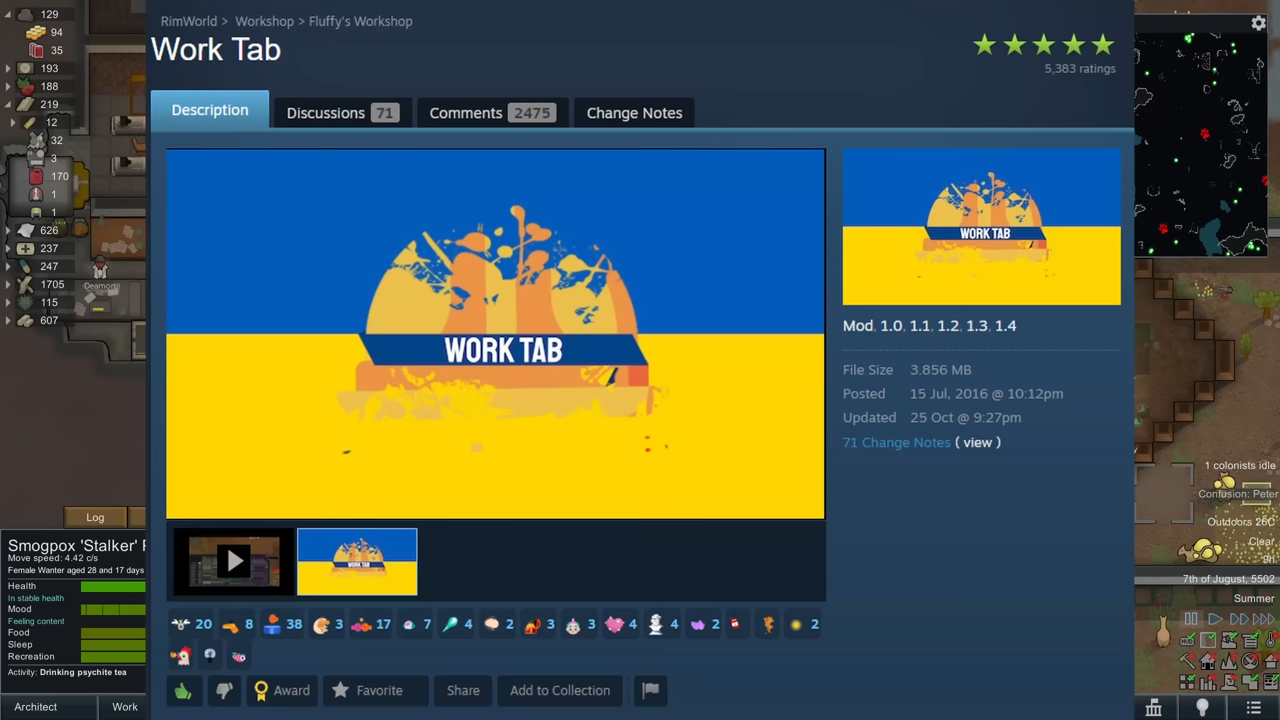 129
94
35
193
188
219
12
32
3
170
1
1
626
237
247
1705
115
607
Deamon
Log
Smogpox 'Stalker'
Move speed: 4.42 c/s
Female Wanter aged 28 and 17 days
Health
In stable health
Mood
Feeling content
Food
Sleep
Recreation
Activity: Drinking psychite tea
Architect
Work
RimWorld > Workshop > Fluffy's Workshop
Work Tab
5,383 ratings
Description
Discussions 71
Comments 2475
Change Notes
WORK TAB
WORK TAB
Mod, 1.0, 1.1, 1.2, 1.3, 1.4
File Size 3.856 MB
Posted 15 Jul, 2016 @ 10:12pm
Updated 25 Oct @ 9:27pm
71 Change Notes ( view )
WORK TAB
20 8 38 3 17 7 4 2 3 3 4 4 2 2
Award
Favorite
Share
Add to Collection
1 colonists idle
Confusion: Peter
Outdoors 26C
Clear
9h
7th of Jugust, 5502
Summer